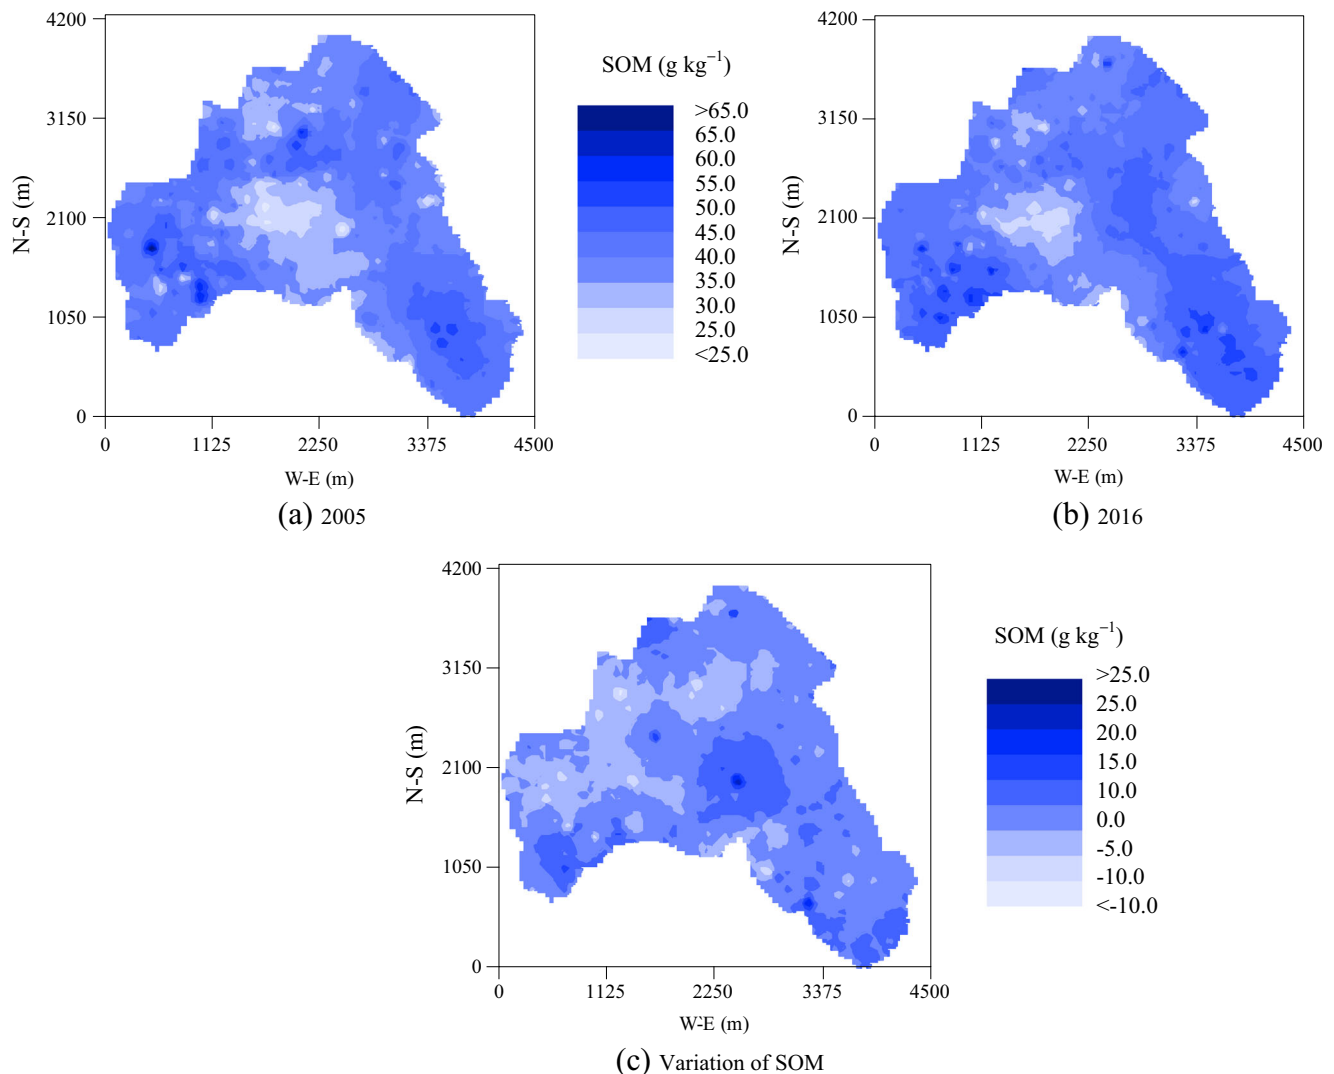 4200
3150
2100
1050
0
N-S (m)
0 1125 2250 3375 4500
W-E (m)
(a) 2005
SOM (g kg⁻¹)
>65.0
65.0
60.0
55.0
50.0
45.0
40.0
35.0
30.0
25.0
<25.0
4200
3150
2100
1050
0
N-S (m)
0 1125 2250 3375 4500
W-E (m)
(b) 2016
4200
3150
2100
1050
0
N-S (m)
0 1125 2250 3375 4500
W-E (m)
(c) Variation of SOM
SOM (g kg⁻¹)
>25.0
25.0
20.0
15.0
10.0
0.0
-5.0
-10.0
<-10.0